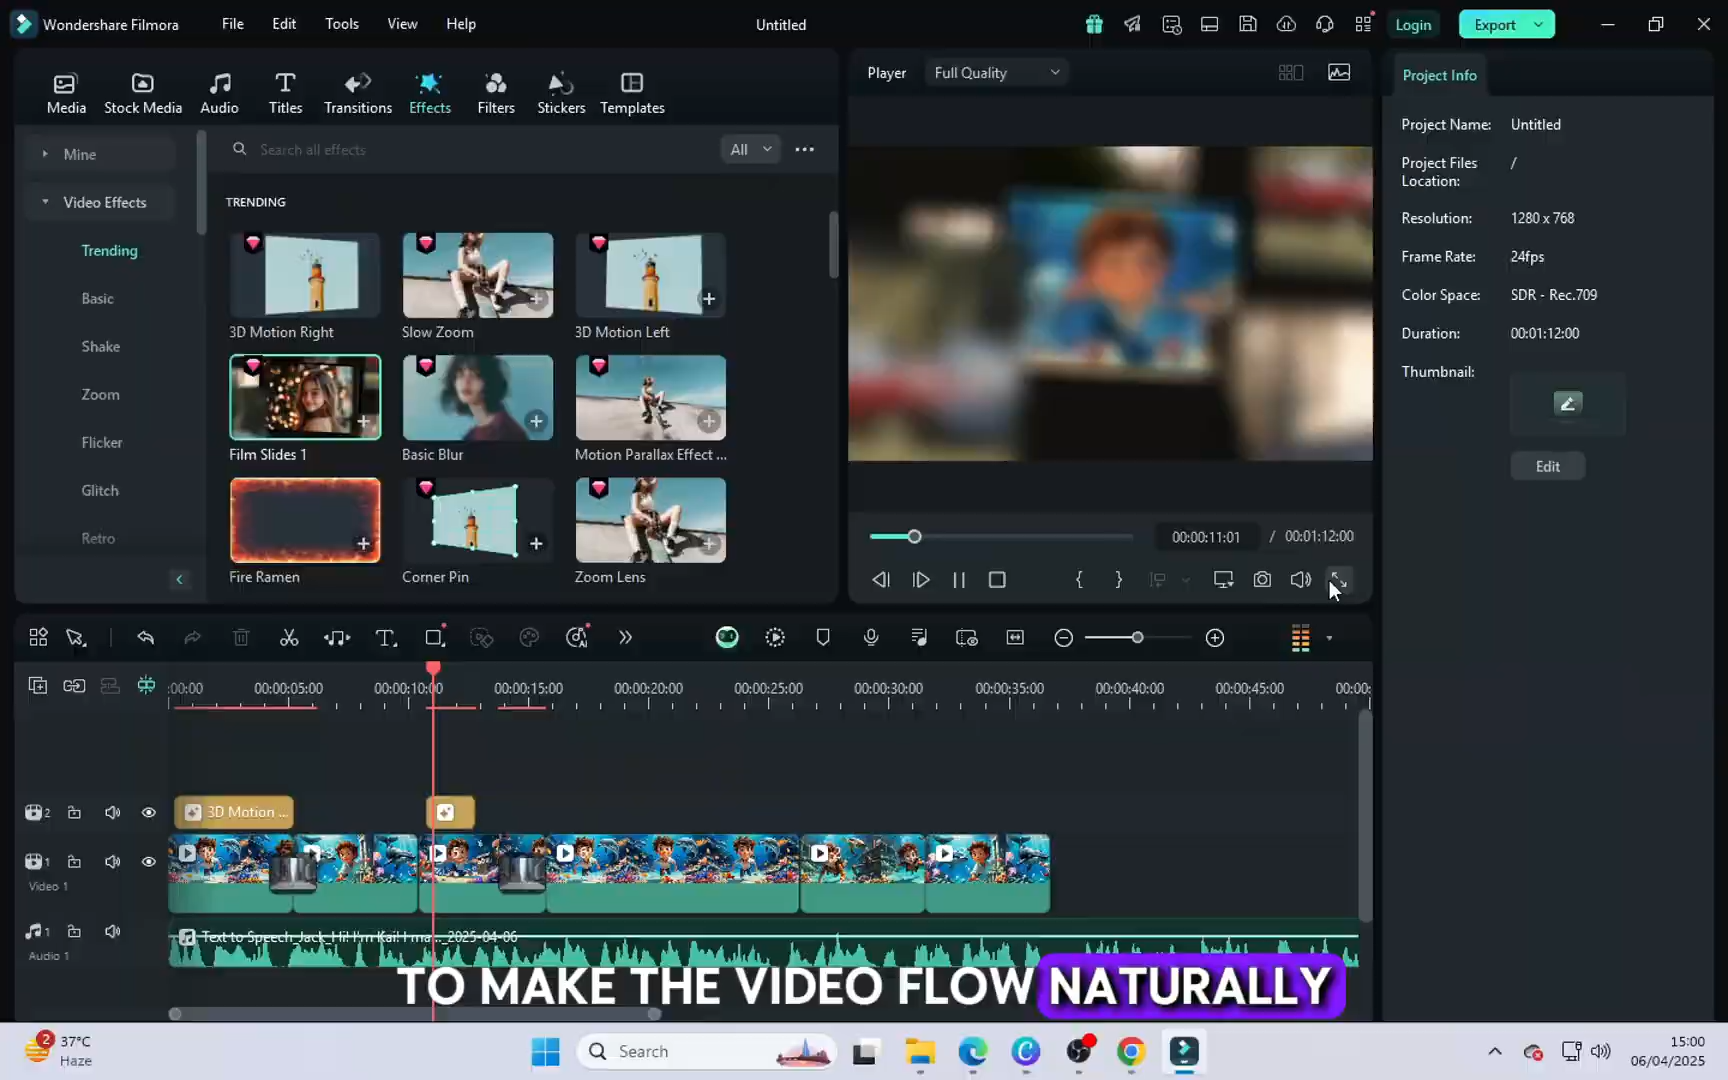 Wondershare Filmora
File
Edit
Tools
View
Help
Untitled
Login
Export
Media
Stock Media
Audio
Titles
Transitions
Effects
Filters
Stickers
Templates
Player
Full Quality
Project Info
Mine
Search all effects
All
Video Effects
Trending
Basic
Shake
Zoom
Flicker
Glitch
Retro
TRENDING
3D Motion Right
Slow Zoom
3D Motion Left
Film Slides 1
Basic Blur
Motion Parallax Effect ...
Fire Ramen
Corner Pin
Zoom Lens
00:00:11:01 / 00:01:12:00
Project Name: Untitled
Project Files Location: /
Resolution: 1280 x 768
Frame Rate: 24fps
Color Space: SDR - Rec.709
Duration: 00:01:12:00
Thumbnail:
Edit
:00:00
00:00:05:00
00:00:10:00
00:00:15:00
00:00:20:00
00:00:25:00
00:00:30:00
00:00:35:00
00:00:40:00
00:00:45:00
00:00:
2
3D Motion ...
1
Video 1
2
3
1
Audio 1
Text to Speech_Jack_Hi! I'm Kai! I ma..._2025-04-06
TO MAKE THE VIDEO FLOW NATURALLY
2
37°C
Haze
Search
15:00
06/04/2025